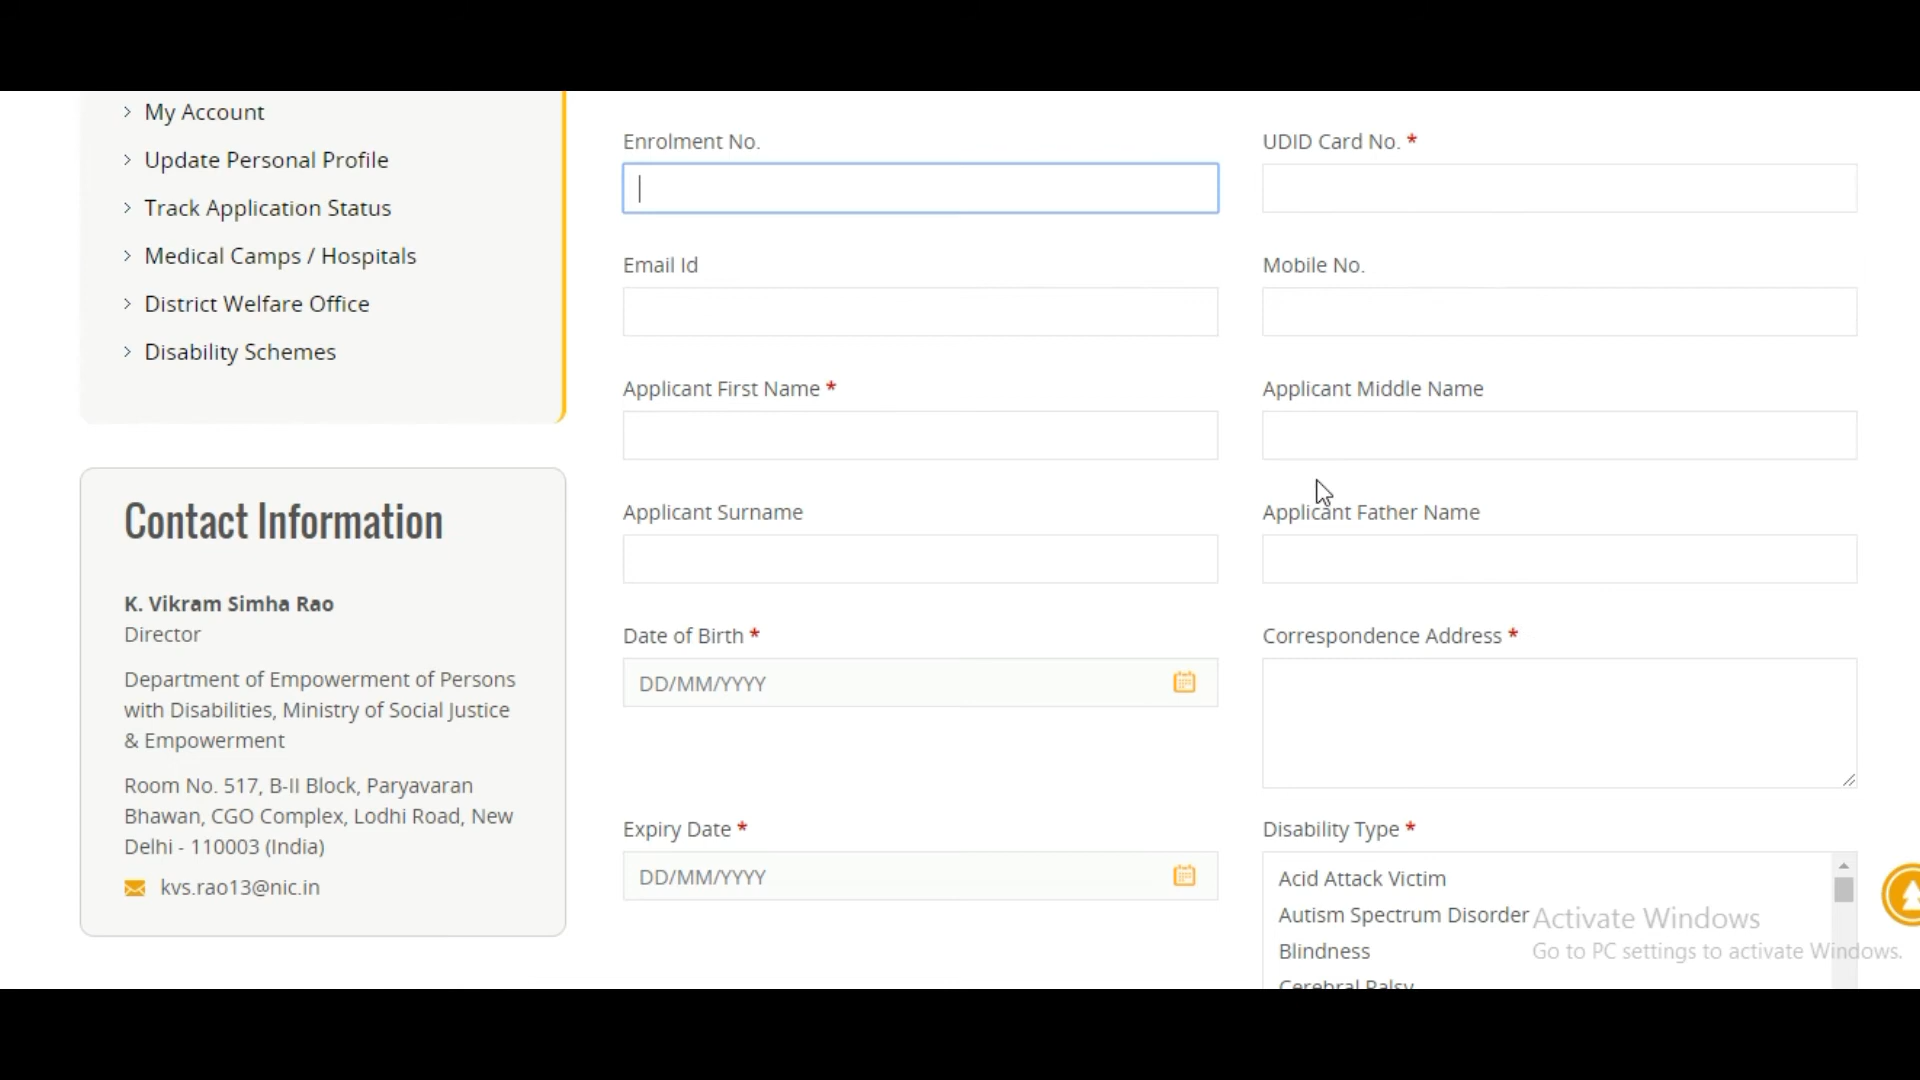 My Account
Update Personal Profile
Track Application Status
Medical Camps / Hospitals
District Welfare Office
Disability Schemes
Contact Information
K. Vikram Simha Rao
Director
Department of Empowerment of Persons
with Disabilities, Ministry of Social Justice
& Empowerment
Room No. 517, B-II Block, Paryavaran
Bhawan, CGO Complex, Lodhi Road, New
Delhi - 110003 (India)
kvs.rao13@nic.in
Enrolment No.
UDID Card No. *
Email Id
Mobile No.
Applicant First Name *
Applicant Middle Name
Applicant Surname
Applicant Father Name
Date of Birth *
DD/MM/YYYY
Correspondence Address *
Expiry Date *
DD/MM/YYYY
Disability Type *
Acid Attack Victim
Autism Spectrum Disorder
Blindness
Cerebral Palsy
Activate Windows
Go to PC settings to activate Windows.